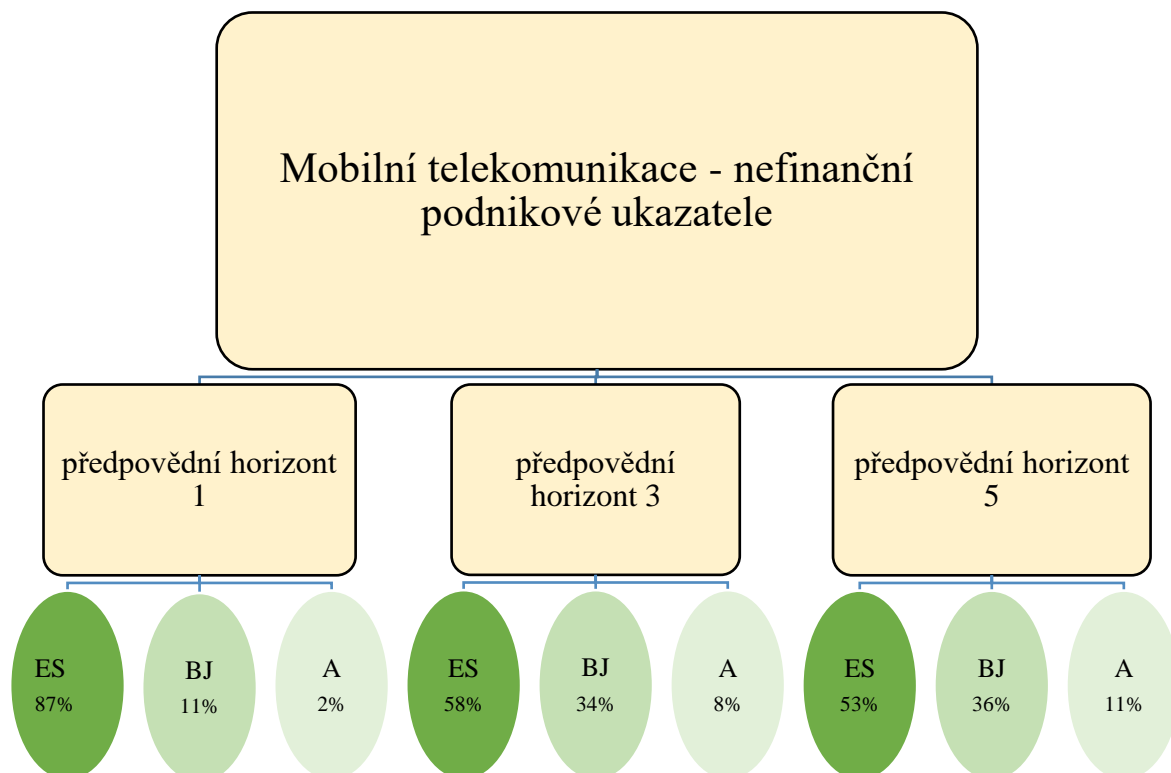 Mobilní telekomunikace - nefinanční
podnikové ukazatele
předpovědní horizont
1
předpovědní
horizont 3
předpovědní horizont
5
ES
87%
BJ
11%
A
2%
ES
58%
BJ
34%
A
8%
ES
53%
BJ
36%
A
11%